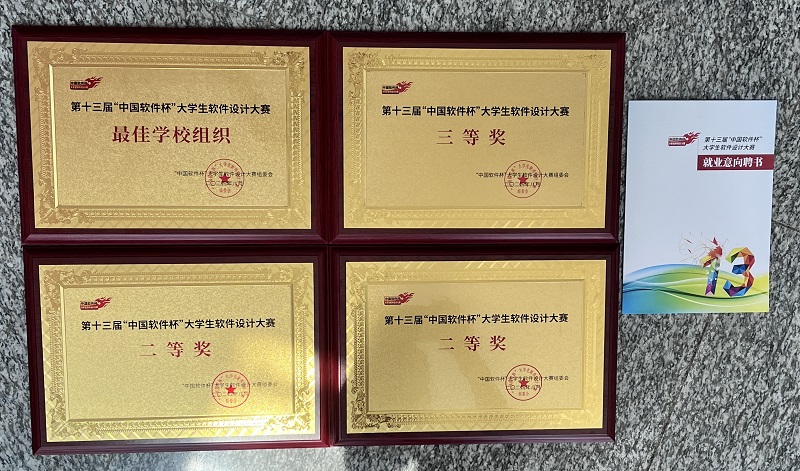 第十三届“中国软件杯”大学生软件设计大赛
最佳学校组织
“中国软件杯”大学生软件设计大赛组委会
第十三届“中国软件杯”大学生软件设计大赛
三等奖
“中国软件杯”大学生软件设计大赛组委会
第十三届“中国软件杯”
大学生软件设计大赛
就业意向聘书
13
第十三届“中国软件杯”大学生软件设计大赛
二等奖
“中国软件杯”大学生软件设计大赛组委会
第十三届“中国软件杯”大学生软件设计大赛
二等奖
“中国软件杯”大学生软件设计大赛组委会